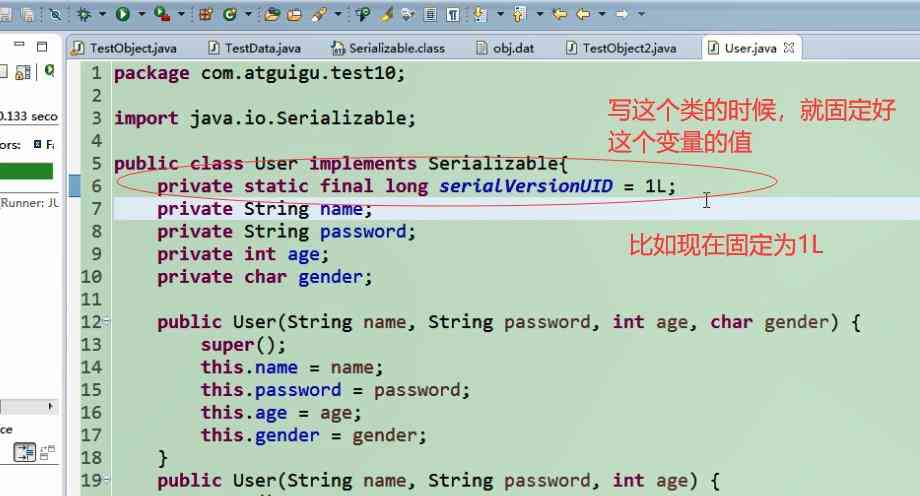 TestObject.java
TestData.java
Serializable.class
obj.dat
TestObject2.java
User.java
0.133 seco
ors:
(Runner: JU
ce
1 package com.atguigu.test10;
2
3 import java.io.Serializable;
4
5 public class User implements Serializable{
6 private static final long serialVersionUID = 1L;
7 private String name;
8 private String password;
9 private int age;
10 private char gender;
11
12 public User(String name, String password, int age, char gender) {
13 super();
14 this.name = name;
15 this.password = password;
16 this.age = age;
17 this.gender = gender;
18 }
19 public User(String name, String password, int age) {
写这个类的时候，就固定好
这个变量的值
比如现在固定为1L